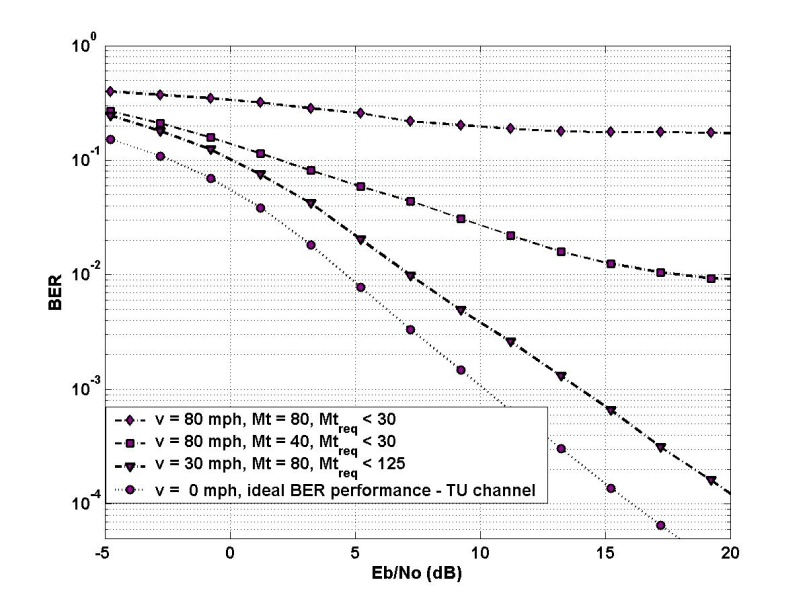 10^0
10^-1
10^-2
10^-3
10^-4
BER
v = 80 mph, Mt = 80, Mt_req < 30
v = 80 mph, Mt = 40, Mt_req < 30
v = 30 mph, Mt = 80, Mt_req < 125
v = 0 mph, ideal BER performance - TU channel
-5 0 5 10 15 20
Eb/No (dB)